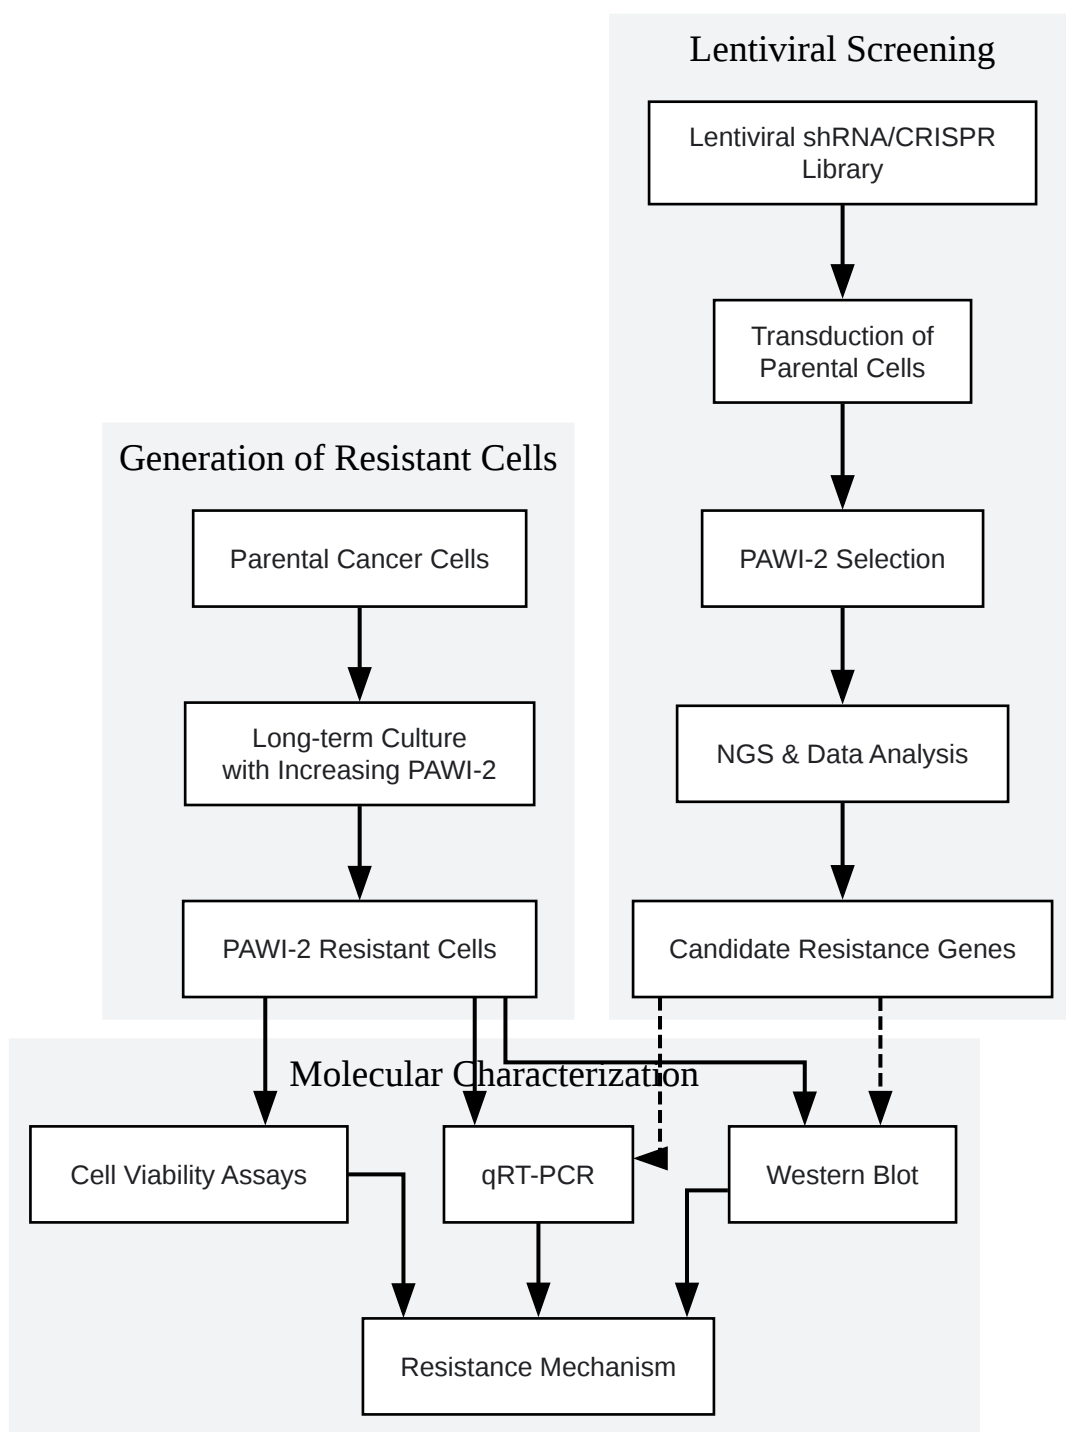 Lentiviral Screening
Lentiviral shRNA/CRISPR
Library
Transduction of
Parental Cells
PAWI-2 Selection
NGS & Data Analysis
Candidate Resistance Genes
Generation of Resistant Cells
Parental Cancer Cells
Long-term Culture
with Increasing PAWI-2
PAWI-2 Resistant Cells
Molecular Characterization
Cell Viability Assays
qRT-PCR
Western Blot
Resistance Mechanism